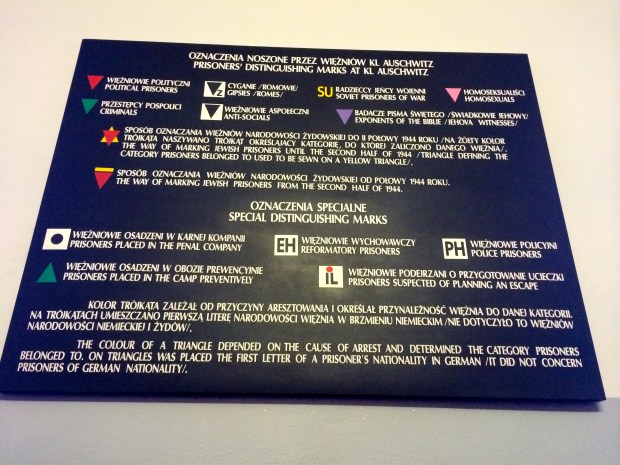 OZNACZENIA NOSZONE PRZEZ WIĘŹNIÓW KL AUSCHWITZ
PRISONERS' DISTINGUISHING MARKS AT KL AUSCHWITZ
WIĘŹNIOWIE POLITYCZNI
POLITICAL PRISONERS
Z
CYGANIE /ROMOWIE/
GIPSIES /ROMES/
SU
RADZIECCY JEŃCY WOJENNI
SOVIET PRISONERS OF WAR
HOMOSEKSUALIŚCI
HOMOSEXUALS
PRZESTĘPCY POSPOLICI
CRIMINALS
WIĘŹNIOWIE ASPOŁECZNI
ANTI-SOCIALS
BADACZE PISMA ŚWIĘTEGO /ŚWIADKOWIE JEHOWY/
EXPONENTS OF THE BIBLE /JEHOVA WITNESSES/
SPOSÓB OZNACZANIA WIĘŹNIÓW NARODOWOŚCI ŻYDOWSKIEJ DO II POŁOWY 1944 ROKU /NA ŻÓŁTY KOLOR
TRÓJKĄTA NASZYWANO TRÓJKĄT OKREŚLAJĄCY KATEGORIĘ, DO KTÓREJ ZALICZONO DANEGO WIĘŹNIA/.
THE WAY OF MARKING JEWISH PRISONERS UNTIL THE SECOND HALF OF 1944 /TRIANGLE DEFINING THE
CATEGORY PRISONERS BELONGED TO USED TO BE SEWN ON A YELLOW TRIANGLE/.
SPOSÓB OZNACZANIA WIĘŹNIÓW NARODOWOŚCI ŻYDOWSKIEJ OD POŁOWY 1944 ROKU.
THE WAY OF MARKING JEWISH PRISONERS FROM THE SECOND HALF OF 1944.
OZNACZENIA SPECJALNE
SPECIAL DISTINGUISHING MARKS
WIĘŹNIOWIE OSADZENI W KARNEJ KOMPANII
PRISONERS PLACED IN THE PENAL COMPANY
EH
WIĘŹNIOWIE WYCHOWAWCZY
REFORMATORY PRISONERS
PH
WIĘŹNIOWIE POLICYJNI
POLICE PRISONERS
WIĘŹNIOWIE OSADZENI W OBOZIE PREWENCYJNIE
PRISONERS PLACED IN THE CAMP PREVENTIVELY
iL
WIĘŹNIOWIE PODEJRZANI O PRZYGOTOWANIE UCIECZKI
PRISONERS SUSPECTED OF PLANNING AN ESCAPE
KOLOR TRÓJKĄTA ZALEŻAŁ OD PRZYCZYNY ARESZTOWANIA I OKREŚLAŁ PRZYNALEŻNOŚĆ WIĘŹNIA DO DANEJ KATEGORII.
NA TRÓJKĄTACH UMIESZCZANO PIERWSZĄ LITERĘ NARODOWOŚCI WIĘŹNIA W BRZMIENIU NIEMIECKIM /NIE DOTYCZYŁO TO WIĘŹNIÓW
NARODOWOŚCI NIEMIECKIEJ I ŻYDÓW/.
THE COLOUR OF A TRIANGLE DEPENDED ON THE CAUSE OF ARREST AND DETERMINED THE CATEGORY PRISONERS
BELONGED TO. ON TRIANGLES WAS PLACED THE FIRST LETTER OF A PRISONER'S NATIONALITY IN GERMAN /IT DID NOT CONCERN
PRISONERS OF GERMAN NATIONALITY/.